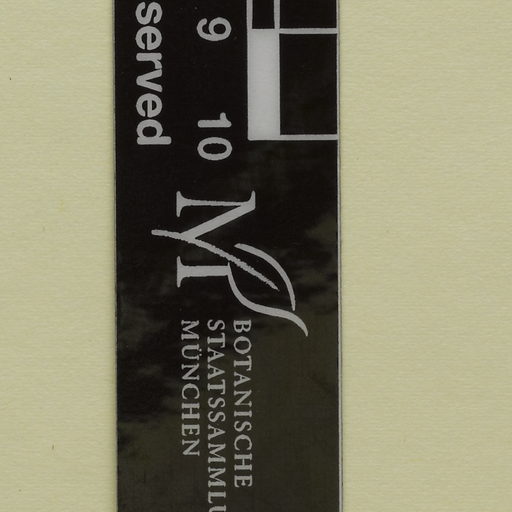 served
9 10
BOTANISCHE
STAATSSAMMLU
MÜNCHEN